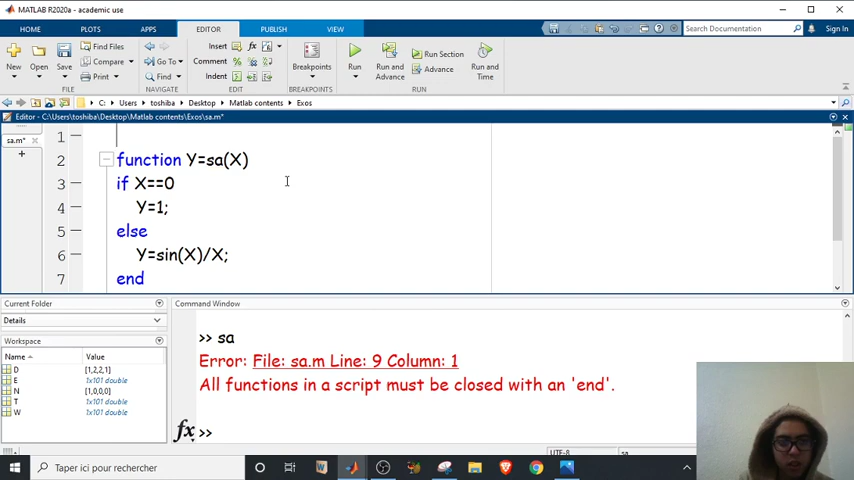 MATLAB R2020a - academic use
HOME PLOTS APPS EDITOR PUBLISH VIEW Search Documentation Sign In
New Open Save Find Files Compare Print Go To Find Insert Comment Indent Breakpoints Run Run and Advance Run Section Advance Run and Time
FILE NAVIGATE EDIT BREAKPOINTS RUN
C: Users toshiba Desktop Matlab contents Exos
Editor - C:\Users\toshiba\Desktop\Matlab contents\Exos\sa.m*
sa.m*
1
2 function Y=sa(X)
3 if X==0
4 Y=1;
5 else
6 Y=sin(X)/X;
7 end
Current Folder
Details
Workspace
Name Value
D [1,2,2,1]
E 1x101 double
N [1,0,0,0]
T 1x101 double
W 1x101 double
Command Window
>> sa
Error: File: sa.m Line: 9 Column: 1
All functions in a script must be closed with an 'end'.
fx >>
UTF-8 sa
Taper ici pour rechercher